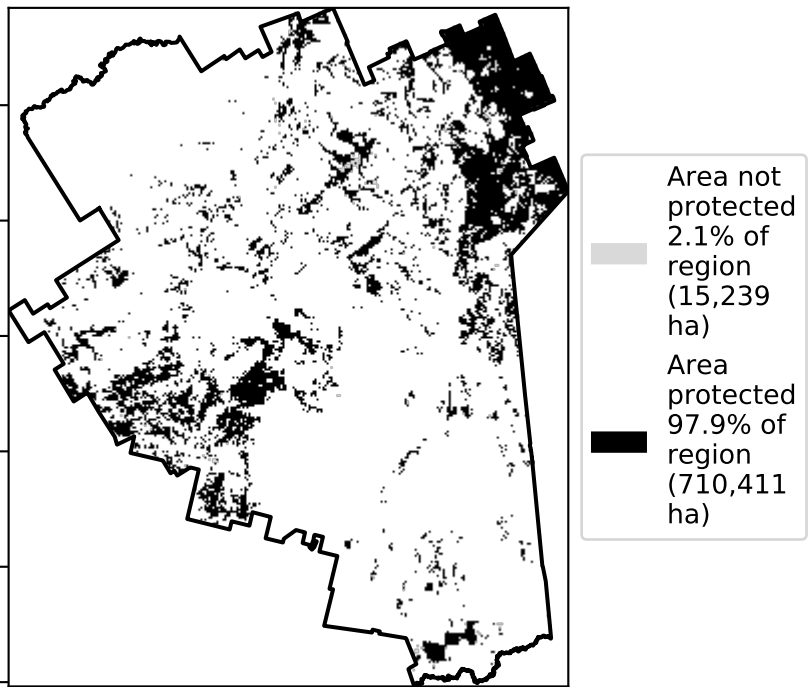 Area not
protected
2.1% of
region
(15,239
ha)
Area
protected
97.9% of
region
(710,411
ha)